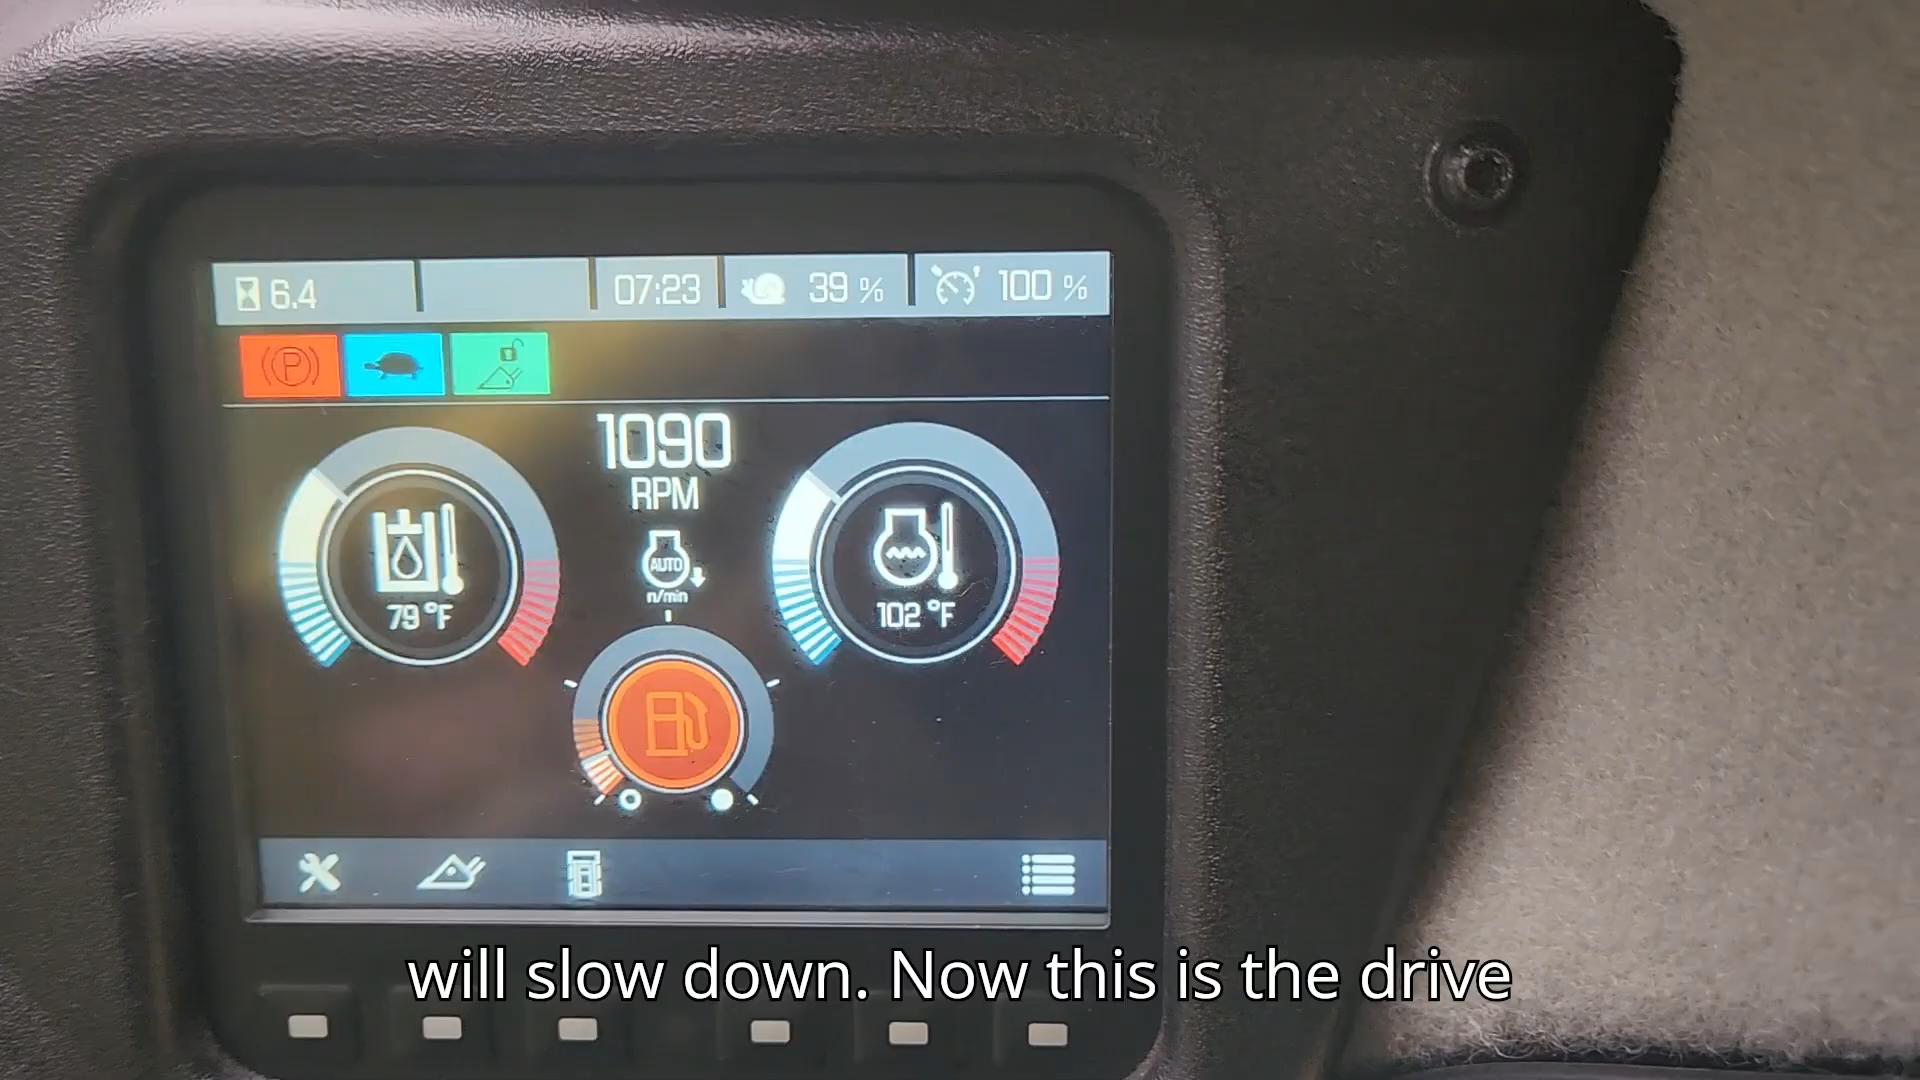 6.4 07:23 39 % 100 %
P
1090
RPM
AUTO
n/min
79 °F
102 °F
will slow down. Now this is the drive